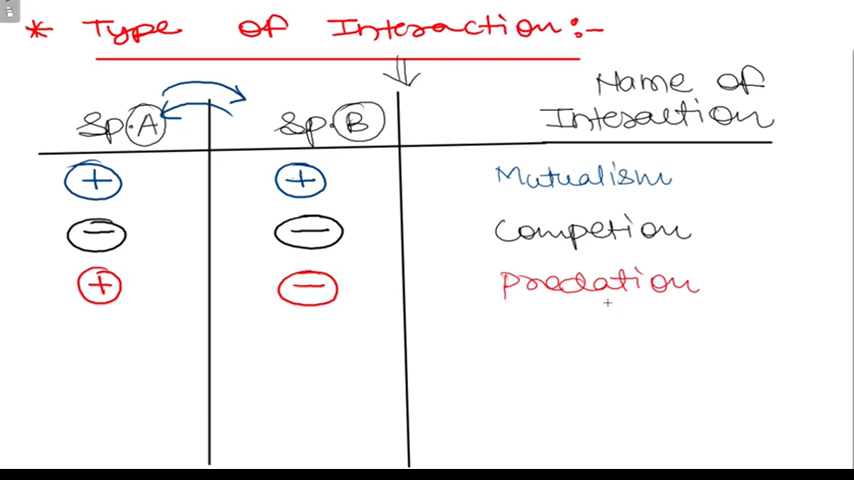 * Type of Interaction:-
Name of
Sp. A Sp. B Interaction
+ + Mutualism
− − Competion
+ − Predation